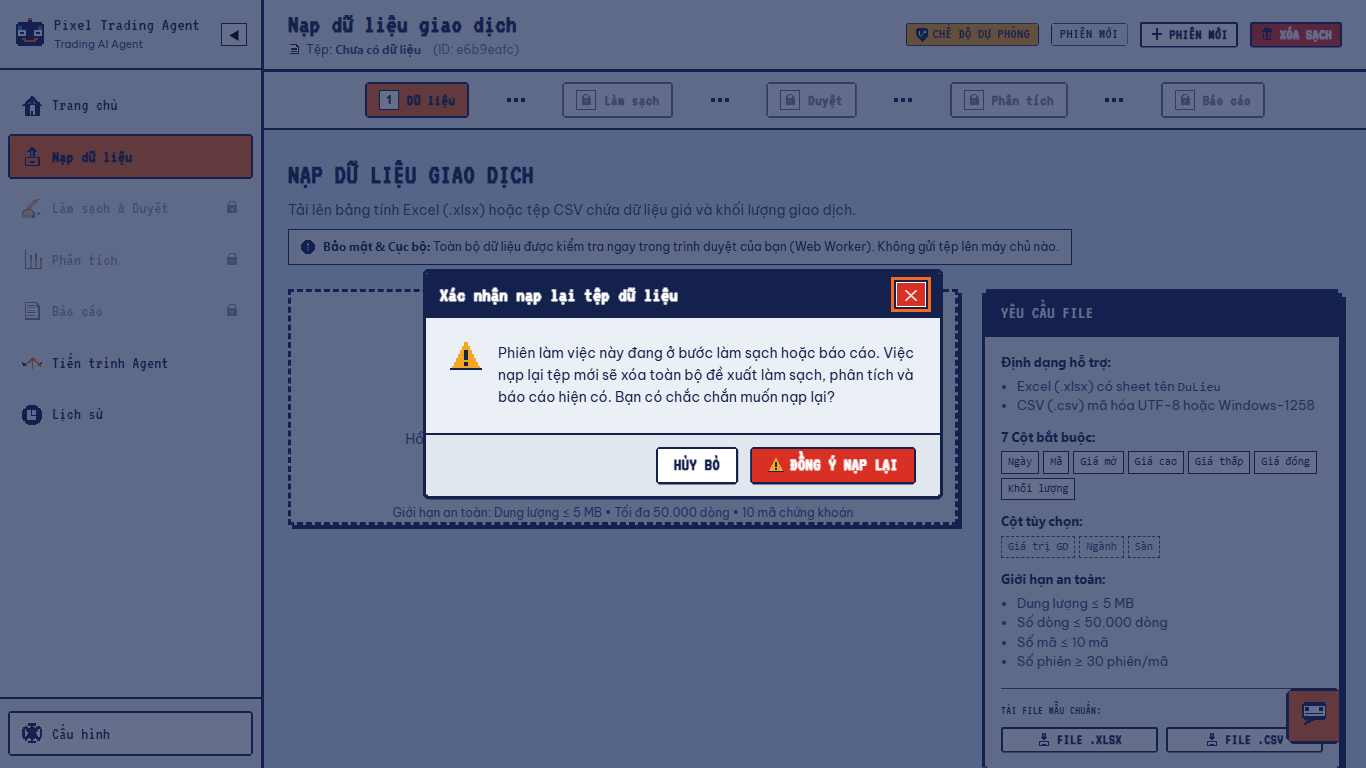 Pixel Trading Agent
Trading AI Agent
Trang chủ
Nạp dữ liệu
Làm sạch & Duyệt
Phân tích
Báo cáo
Tiến trình Agent
Lịch sử
Cấu hình
Nạp dữ liệu giao dịch
Tệp: Chưa có dữ liệu (ID: e6b9eafc)
CHẾ ĐỘ DỰ PHÒNG
PHIÊN MỚI
PHIÊN MỚI
XÓA SẠCH
1 Dữ liệu
Làm sạch
Duyệt
Phân tích
Báo cáo
NẠP DỮ LIỆU GIAO DỊCH
Tải lên bảng tính Excel (.xlsx) hoặc tệp CSV chứa dữ liệu giá và khối lượng giao dịch.
Bảo mật & Cục bộ: Toàn bộ dữ liệu được kiểm tra ngay trong trình duyệt của bạn (Web Worker). Không gửi tệp lên máy chủ nào.
Xác nhận nạp lại tệp dữ liệu
Phiên làm việc này đang ở bước làm sạch hoặc báo cáo. Việc
nạp lại tệp mới sẽ xóa toàn bộ đề xuất làm sạch, phân tích và
báo cáo hiện có. Bạn có chắc chắn muốn nạp lại?
HỦY BỎ
ĐỒNG Ý NẠP LẠI
Giới hạn an toàn: Dung lượng ≤ 5 MB • Tối đa 50.000 dòng • 10 mã chứng khoán
YÊU CẦU FILE
Định dạng hỗ trợ:
• Excel (.xlsx) có sheet tên DuLieu
• CSV (.csv) mã hóa UTF-8 hoặc Windows-1258
7 Cột bắt buộc:
Ngày Mã Giá mở Giá cao Giá thấp Giá đóng
Khối lượng
Cột tùy chọn:
Giá trị GD Ngành Sàn
Giới hạn an toàn:
• Dung lượng ≤ 5 MB
• Số dòng ≤ 50.000 dòng
• Số mã ≤ 10 mã
• Số phiên ≥ 30 phiên/mã
TẢI FILE MẪU CHUẨN:
FILE .XLSX
FILE .CSV